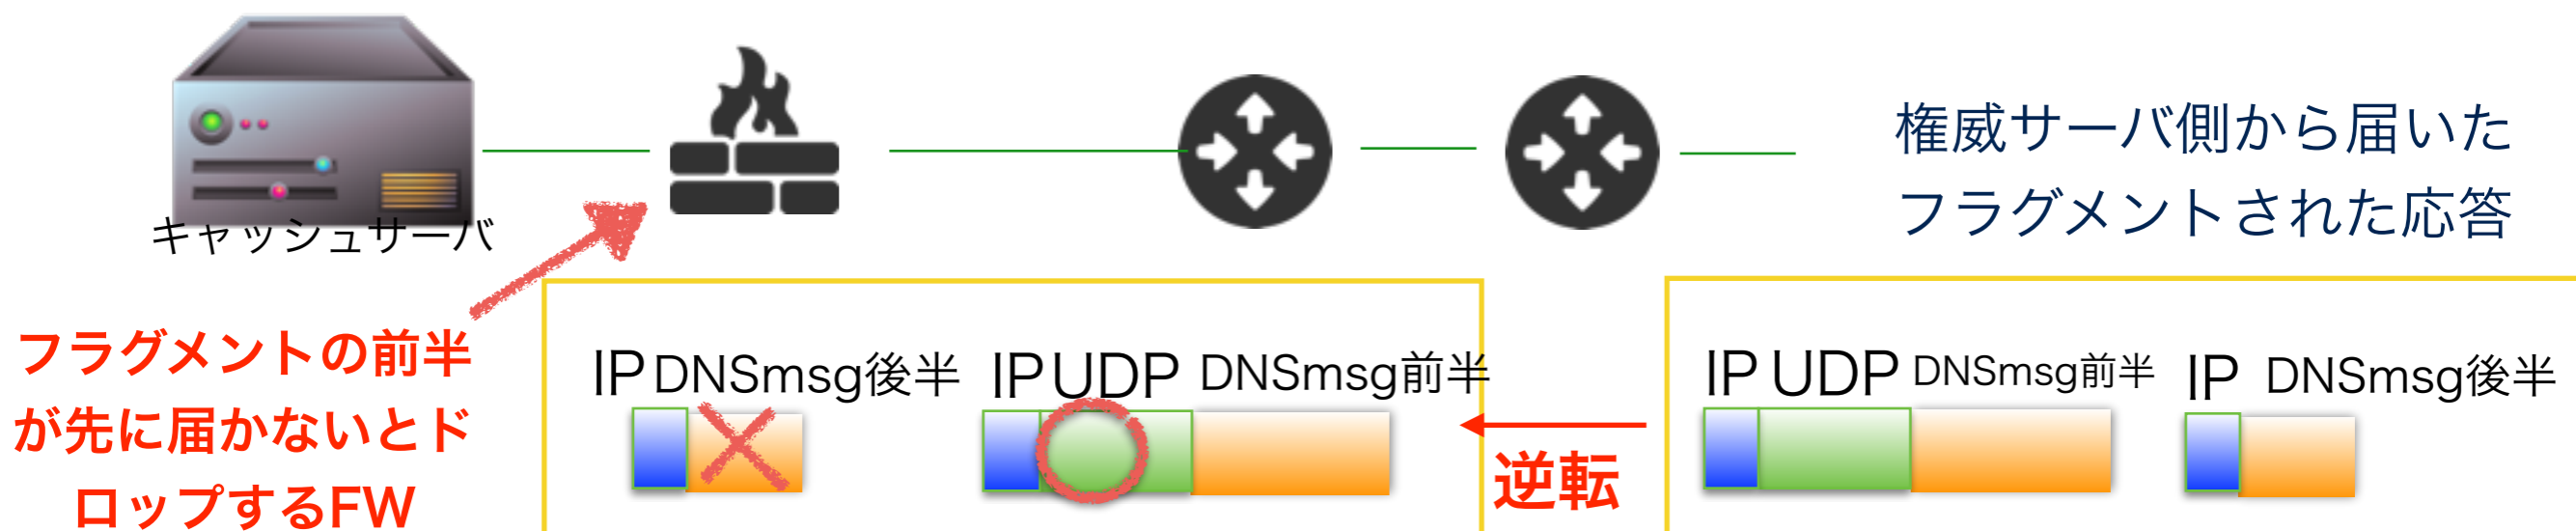 権威サーバ側から届いた
フラグメントされた応答
キャッシュサーバ
フラグメントの前半
が先に届かないとド
ロップするFW
IP DNSmsg後半 IP UDP DNSmsg前半
逆転
IP UDP DNSmsg前半 IP DNSmsg後半